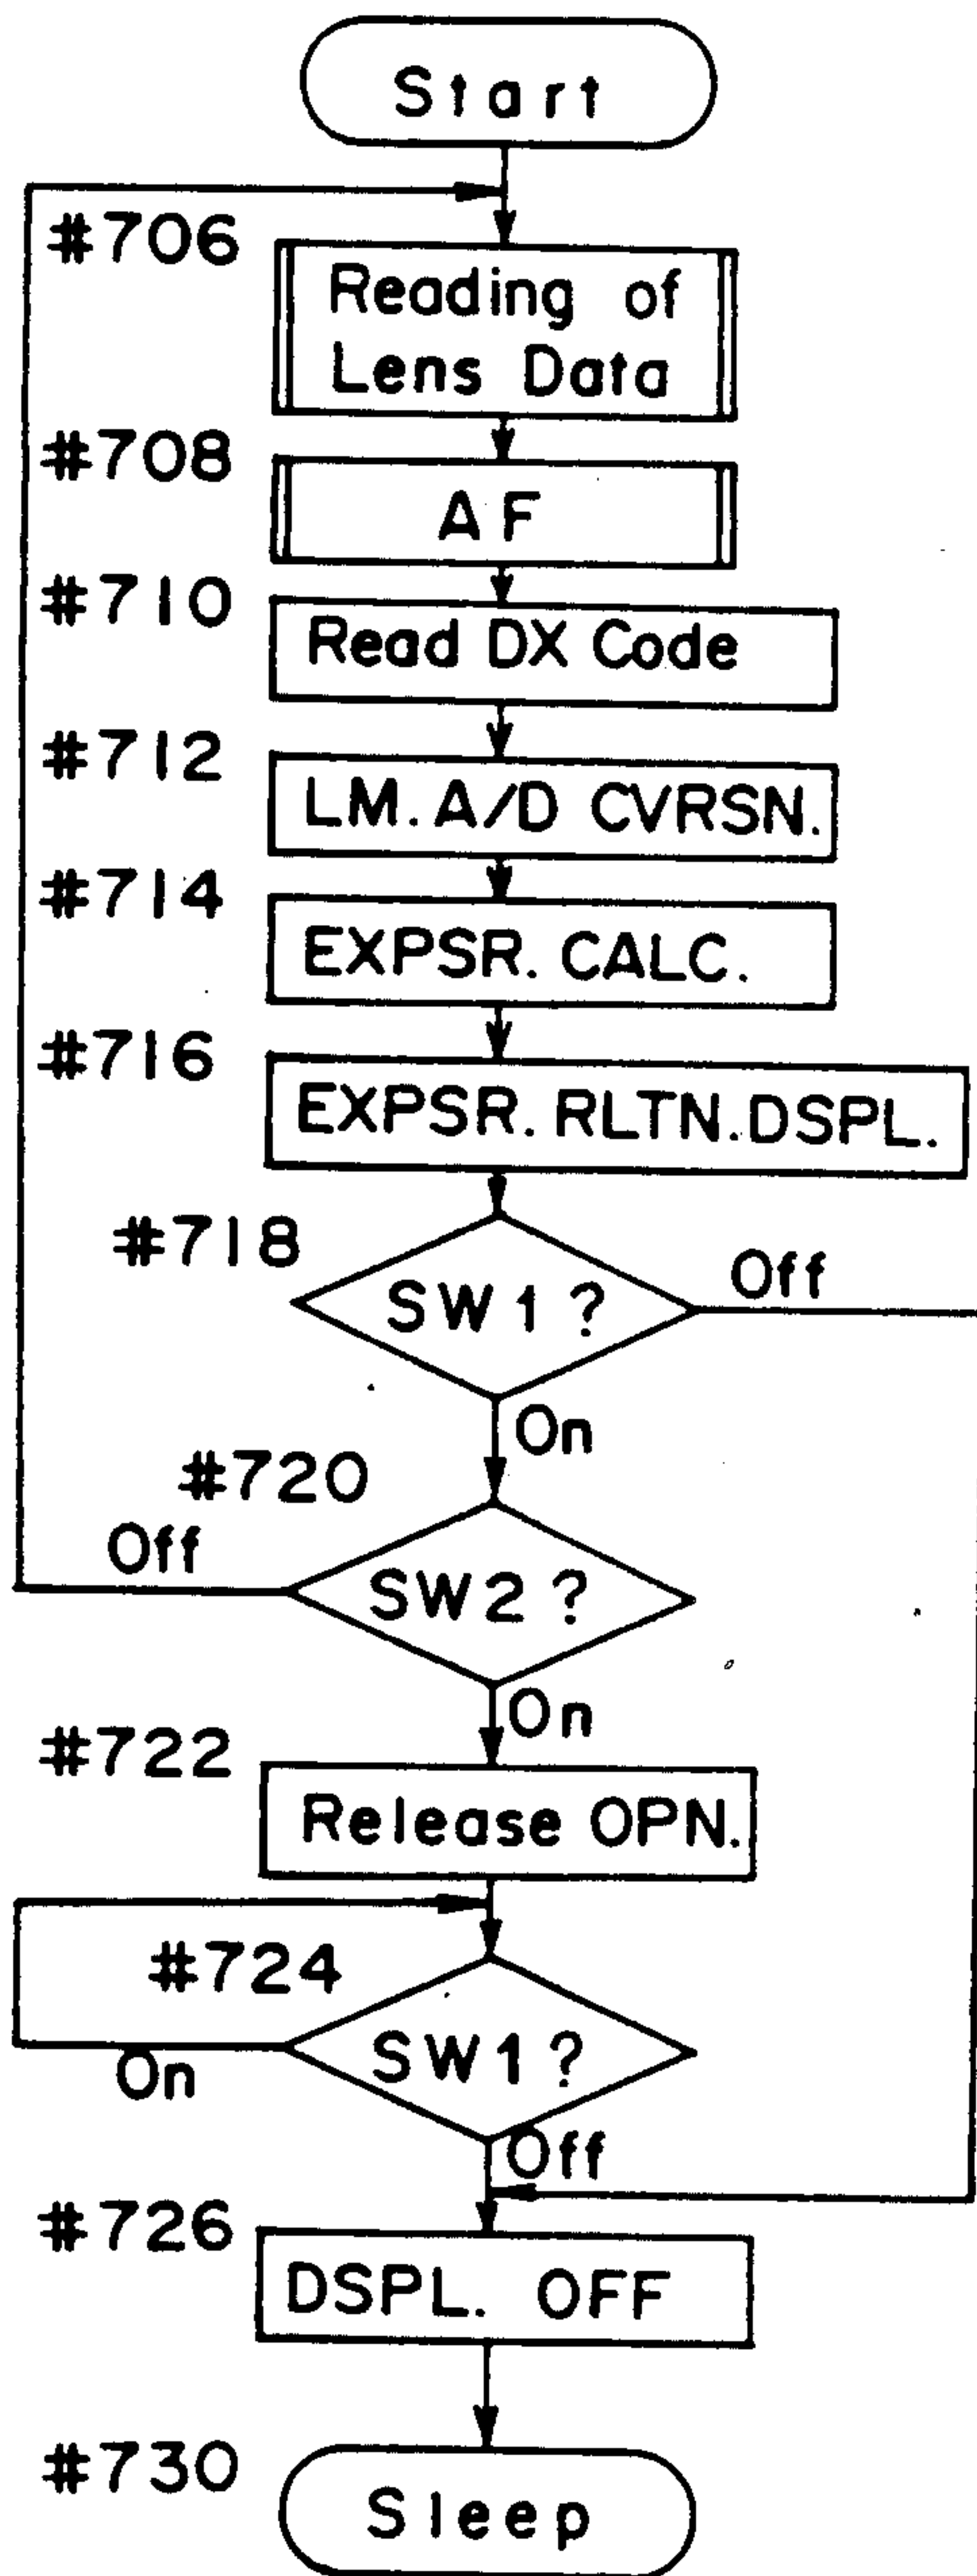 Start
#706
Reading of
Lens Data
#708
AF
#710
Read DX Code
#712
LM. A/D CVRSN.
#714
EXPSR. CALC.
#716
EXPSR. RLTN. DSPL.
#718
SW1?
Off
On
#720
Off
SW2?
On
#722
Release OPN.
#724
SW1?
On
Off
#726
DSPL. OFF
#730
Sleep